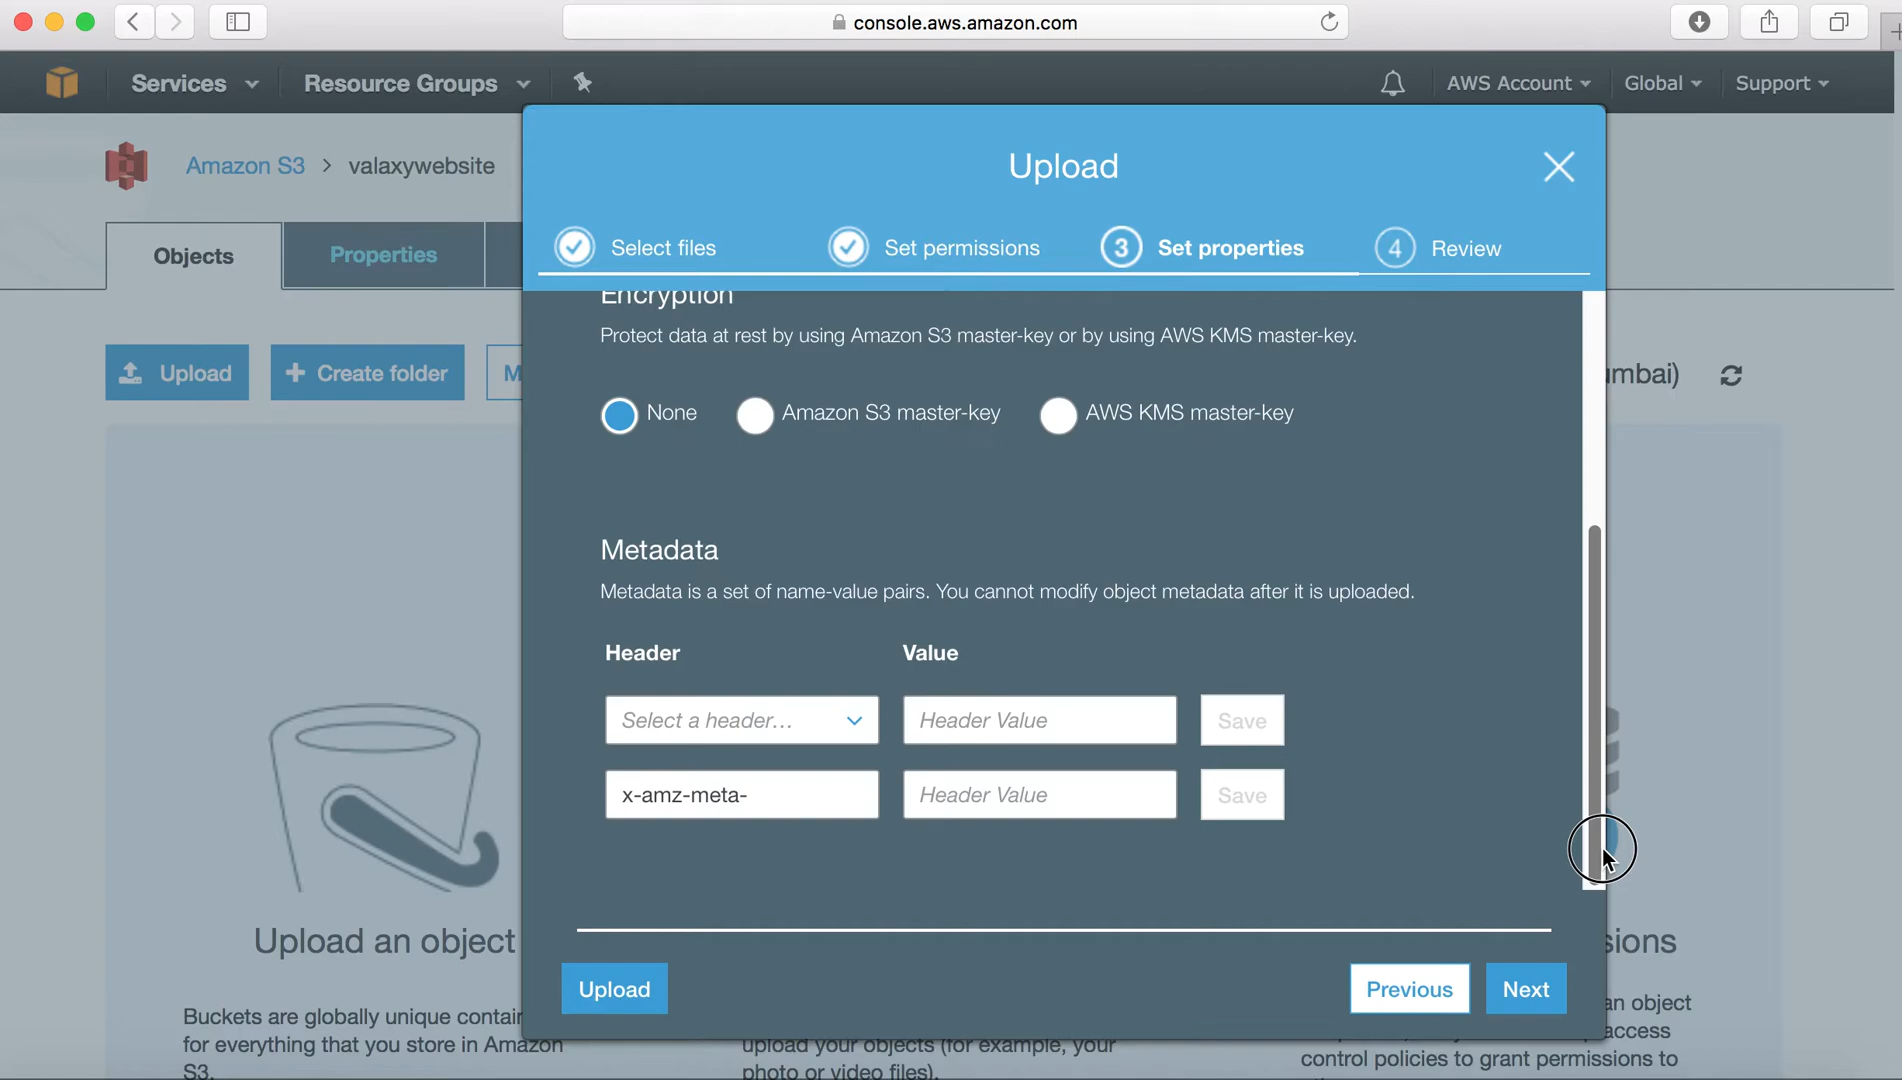 console.aws.amazon.com
Services
Resource Groups
AWS Account
Global
Support
Amazon S3 > valaxywebsite
Objects
Properties
Upload
Create folder
M
umbai)
Upload
Select files
Set permissions
3 Set properties
4 Review
Encryption
Protect data at rest by using Amazon S3 master-key or by using AWS KMS master-key.
None
Amazon S3 master-key
AWS KMS master-key
Metadata
Metadata is a set of name-value pairs. You cannot modify object metadata after it is uploaded.
Header Value
Select a header... Header Value Save
x-amz-meta- Header Value Save
Upload
Previous
Next
Upload an object
Buckets are globally unique contai
for everything that you store in Amazon
S3.
upload your objects (for example, your
photo or video files).
sions
an object
access
control policies to grant permissions to